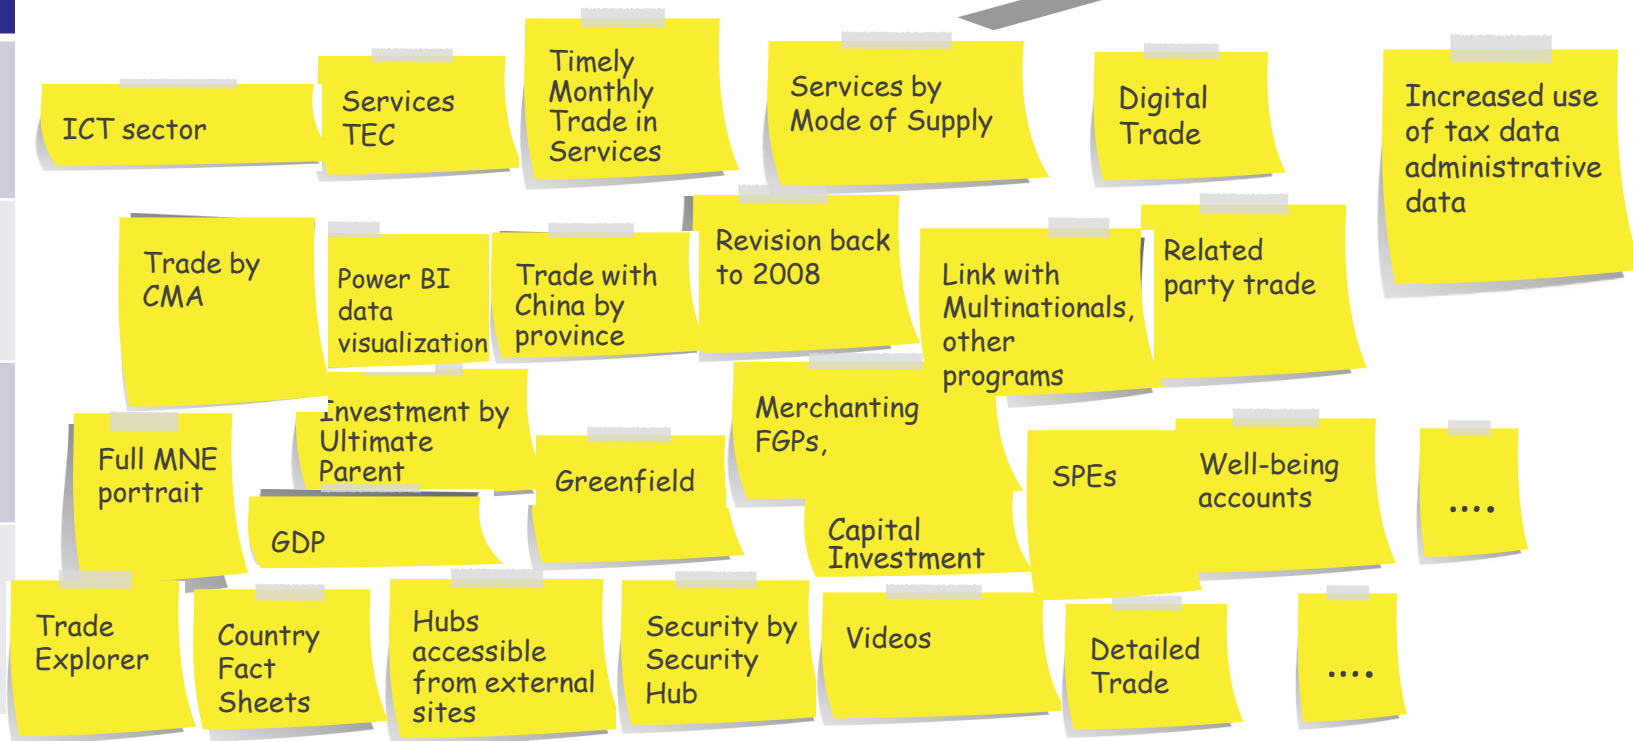 ICT sector
Services
TEC
Timely
Monthly
Trade in
Services
Services by
Mode of Supply
Digital
Trade
Increased use
of tax data
administrative
data
Trade by
CMA
Power BI
data
visualization
Trade with
China by
province
Revision back
to 2008
Link with
Multinationals,
other
programs
Related
party trade
Full MNE
portrait
Investment by
Ultimate
Parent
GDP
Greenfield
Merchanting
FGPs,
Capital
Investment
SPEs
Well-being
accounts
....
Trade
Explorer
Country
Fact
Sheets
Hubs
accessible
from external
sites
Security by
Security
Hub
Videos
Detailed
Trade
....